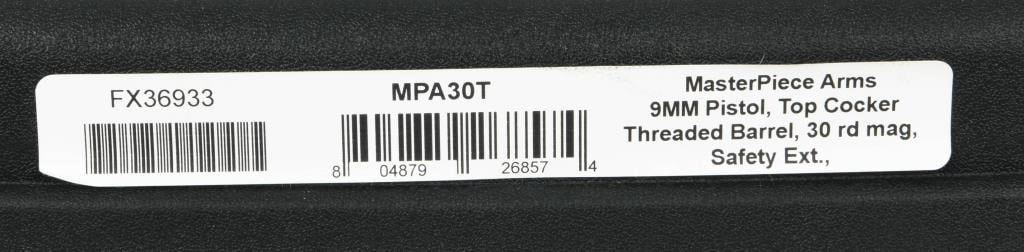 FX36933
MPA30T
8 04879 26857 4
MasterPiece Arms
9MM Pistol, Top Cocker
Threaded Barrel, 30 rd mag,
Safety Ext.,